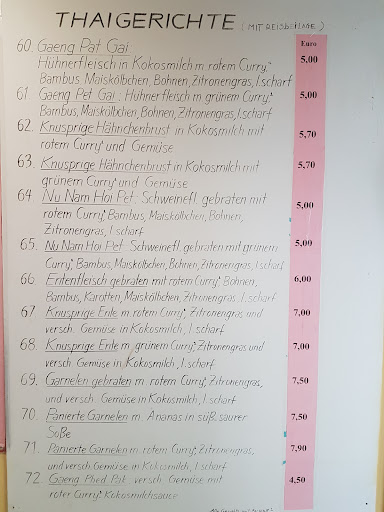 THAIGERICHTE (MIT REISBEILAGE)
Euro
60. Gaeng Pat Gai
Hühnerfleisch in Kokosmilch m. rotem Curry, 5,00
Bambus. Maiskölbchen, Bohnen, Zitronengras, l. scharf
61. Gaeng Pet Gai: Hühnerfleisch m. grünem Curry, 5,00
Bambus, Maiskölbchen, Bohnen, Zitronengras, l. scharf
62. Knusprige Hähnchenbrust in Kokosmilch mit 5,70
rotem Curry und Gemüse
63. Knusprige Hähnchenbrust in Kokosmilch mit 5,70
grünem Curry und Gemüse
64. Nu Nam Hoi Pet. Schweinefl. gebraten mit 5,00
rotem Curry, Bambus, Maiskölbchen, Bohnen,
Zitronengras, l. scharf
65. Nu Nam Hoi Pet Schweinefl. gebraten mit grünem 5,00
Curry, Bambus, Maiskölbchen, Bohnen, Zitronengras, l. scharf
66. Entenfleisch gebraten mit rotem Curry, Bohnen, 6,00
Bambus, Karotten, Maiskölbchen, Zitronengras. l. scharf
67. Knusprige Ente m. rotem Curry, Zitronengras und 7,00
versch. Gemüse in Kokosmilch, l. scharf
68. Knusprige Ente m. grünem Curry, Zitronengras und 7,00
versch. Gemüse in Kokosmilch, l. scharf
69. Garnelen gebraten m. rotem Curry, Zitronengras, 7,50
und versch. Gemüse in Kokosmilch, l. scharf
70. Panierte Garnelen m. Ananas in süß. saurer 7,50
Soße
71. Panierte Garnelen m. rotem Curry, Zitronengras, 7,90
und versch. Gemüse in Kokosmilch, l. scharf
72. Gaeng Phed Pak versch. Gemüse mit 4,50
roter Curry Kokosmilchsauce